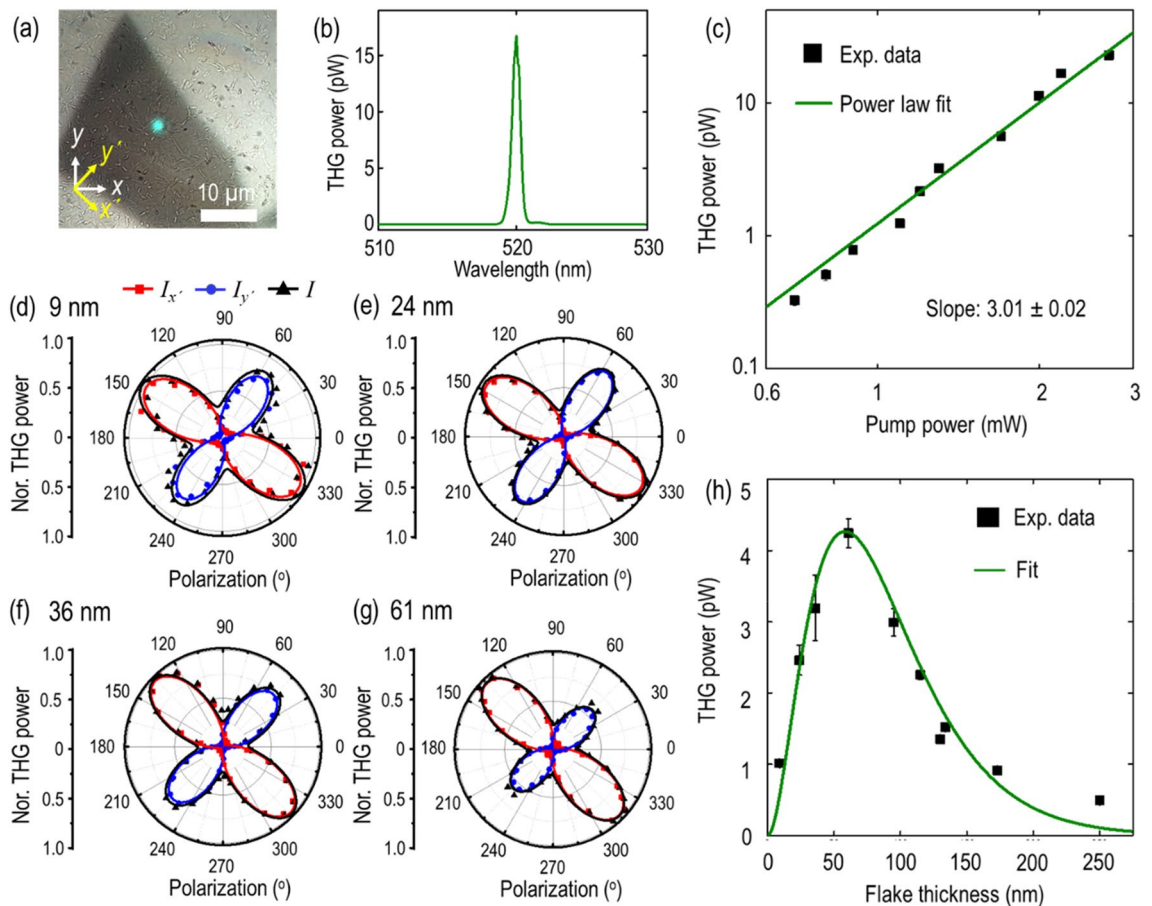 (a)
y
y´
x
x´
10 µm
(b)
THG power (pW)
15
10
5
0
510
520
530
Wavelength (nm)
(c)
THG power (pW)
10
1
0.1
Exp. data
Power law fit
Slope: 3.01 ± 0.02
0.6
1
2
3
Pump power (mW)
Ix´ Iy´ I
(d) 9 nm
Nor. THG power
1.0
0.5
0
0.5
1.0
90
120
60
150
30
180
0
210
330
240
300
270
Polarization (°)
(e) 24 nm
Nor. THG power
1.0
0.5
0
0.5
1.0
90
120
60
150
30
180
0
210
330
240
300
270
Polarization (°)
(f) 36 nm
Nor. THG power
1.0
0.5
0
0.5
1.0
90
120
60
150
30
180
0
210
330
240
300
270
Polarization (°)
(g) 61 nm
Nor. THG power
1.0
0.5
0
0.5
1.0
90
120
60
150
30
180
0
210
330
240
300
270
Polarization (°)
(h)
THG power (pW)
5
4
3
2
1
0
Exp. data
Fit
0
50
100
150
200
250
Flake thickness (nm)